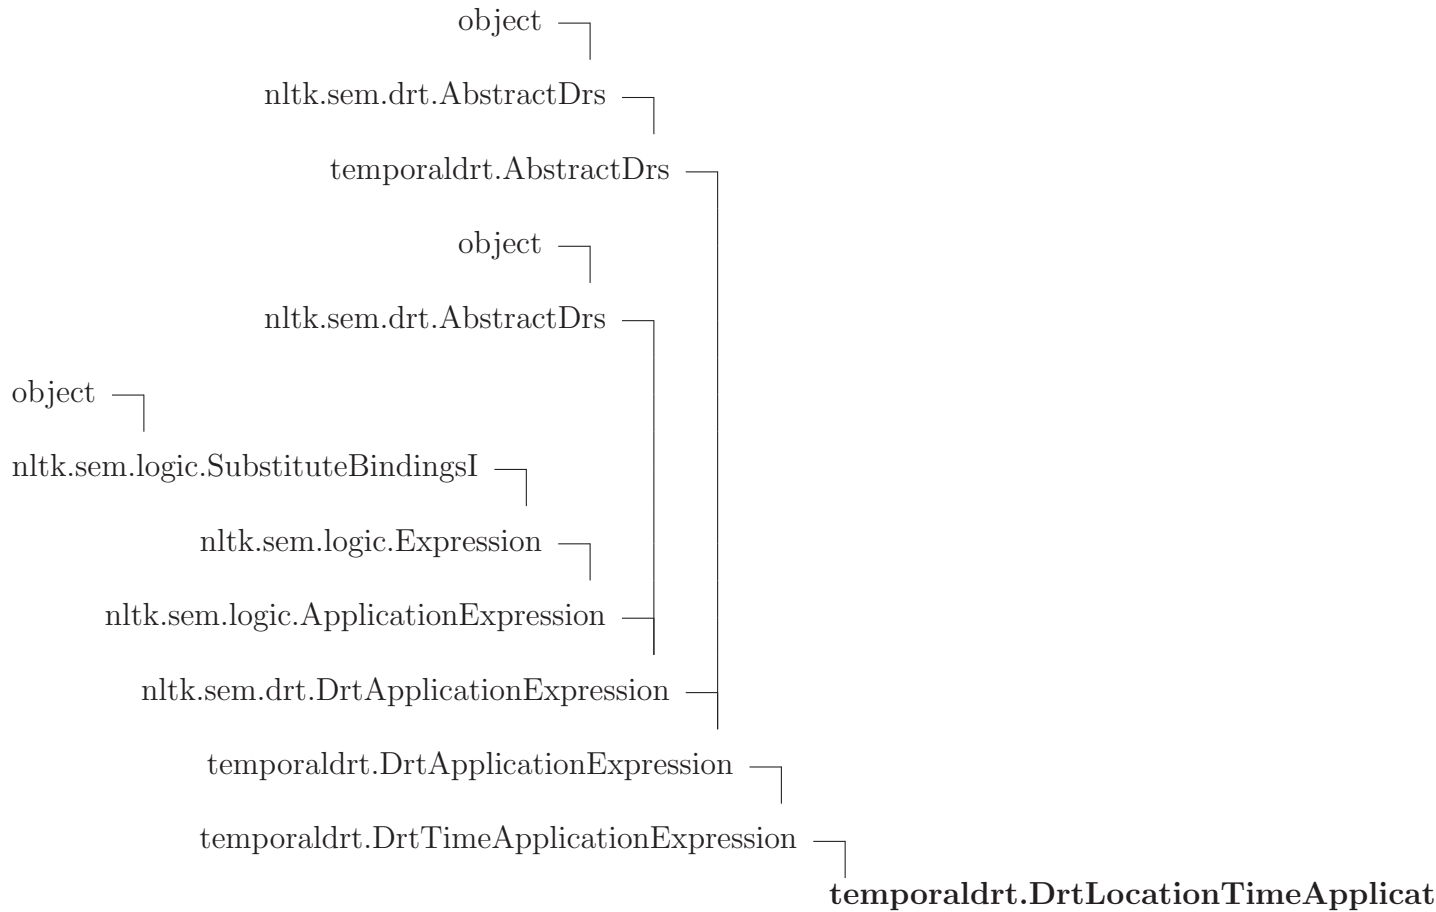 object
nltk.sem.drt.AbstractDrs
temporaldrt.AbstractDrs
object
nltk.sem.drt.AbstractDrs
object
nltk.sem.logic.SubstituteBindingsI
nltk.sem.logic.Expression
nltk.sem.logic.ApplicationExpression
nltk.sem.drt.DrtApplicationExpression
temporaldrt.DrtApplicationExpression
temporaldrt.DrtTimeApplicationExpression
temporaldrt.DrtLocationTimeApplicat